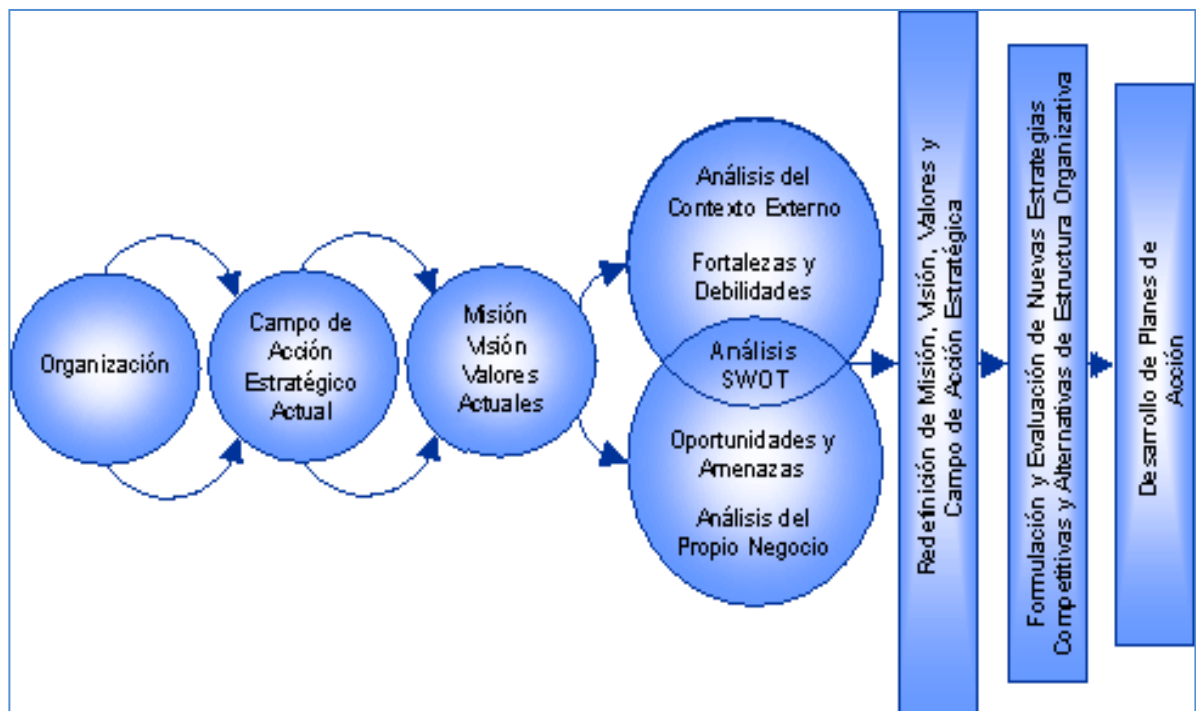 Organización
Campo de
Acción
Estratégico
Actual
Misión
Visión
Valores
Actuales
Análisis del
Contexto Externo
Fortalezas y
Debilidades
Análisis
SWOT
Oportunidades y
Amenazas
Análisis del
Propio Negocio
Redefinición de Misión, Visión, Valores y
Campo de Acción Estratégica
Formulación y Evaluación de Nuevas Estrategias
Competitivas y Alternativas de Estructura Organizativa
Desarrollo de Planes de
Acción